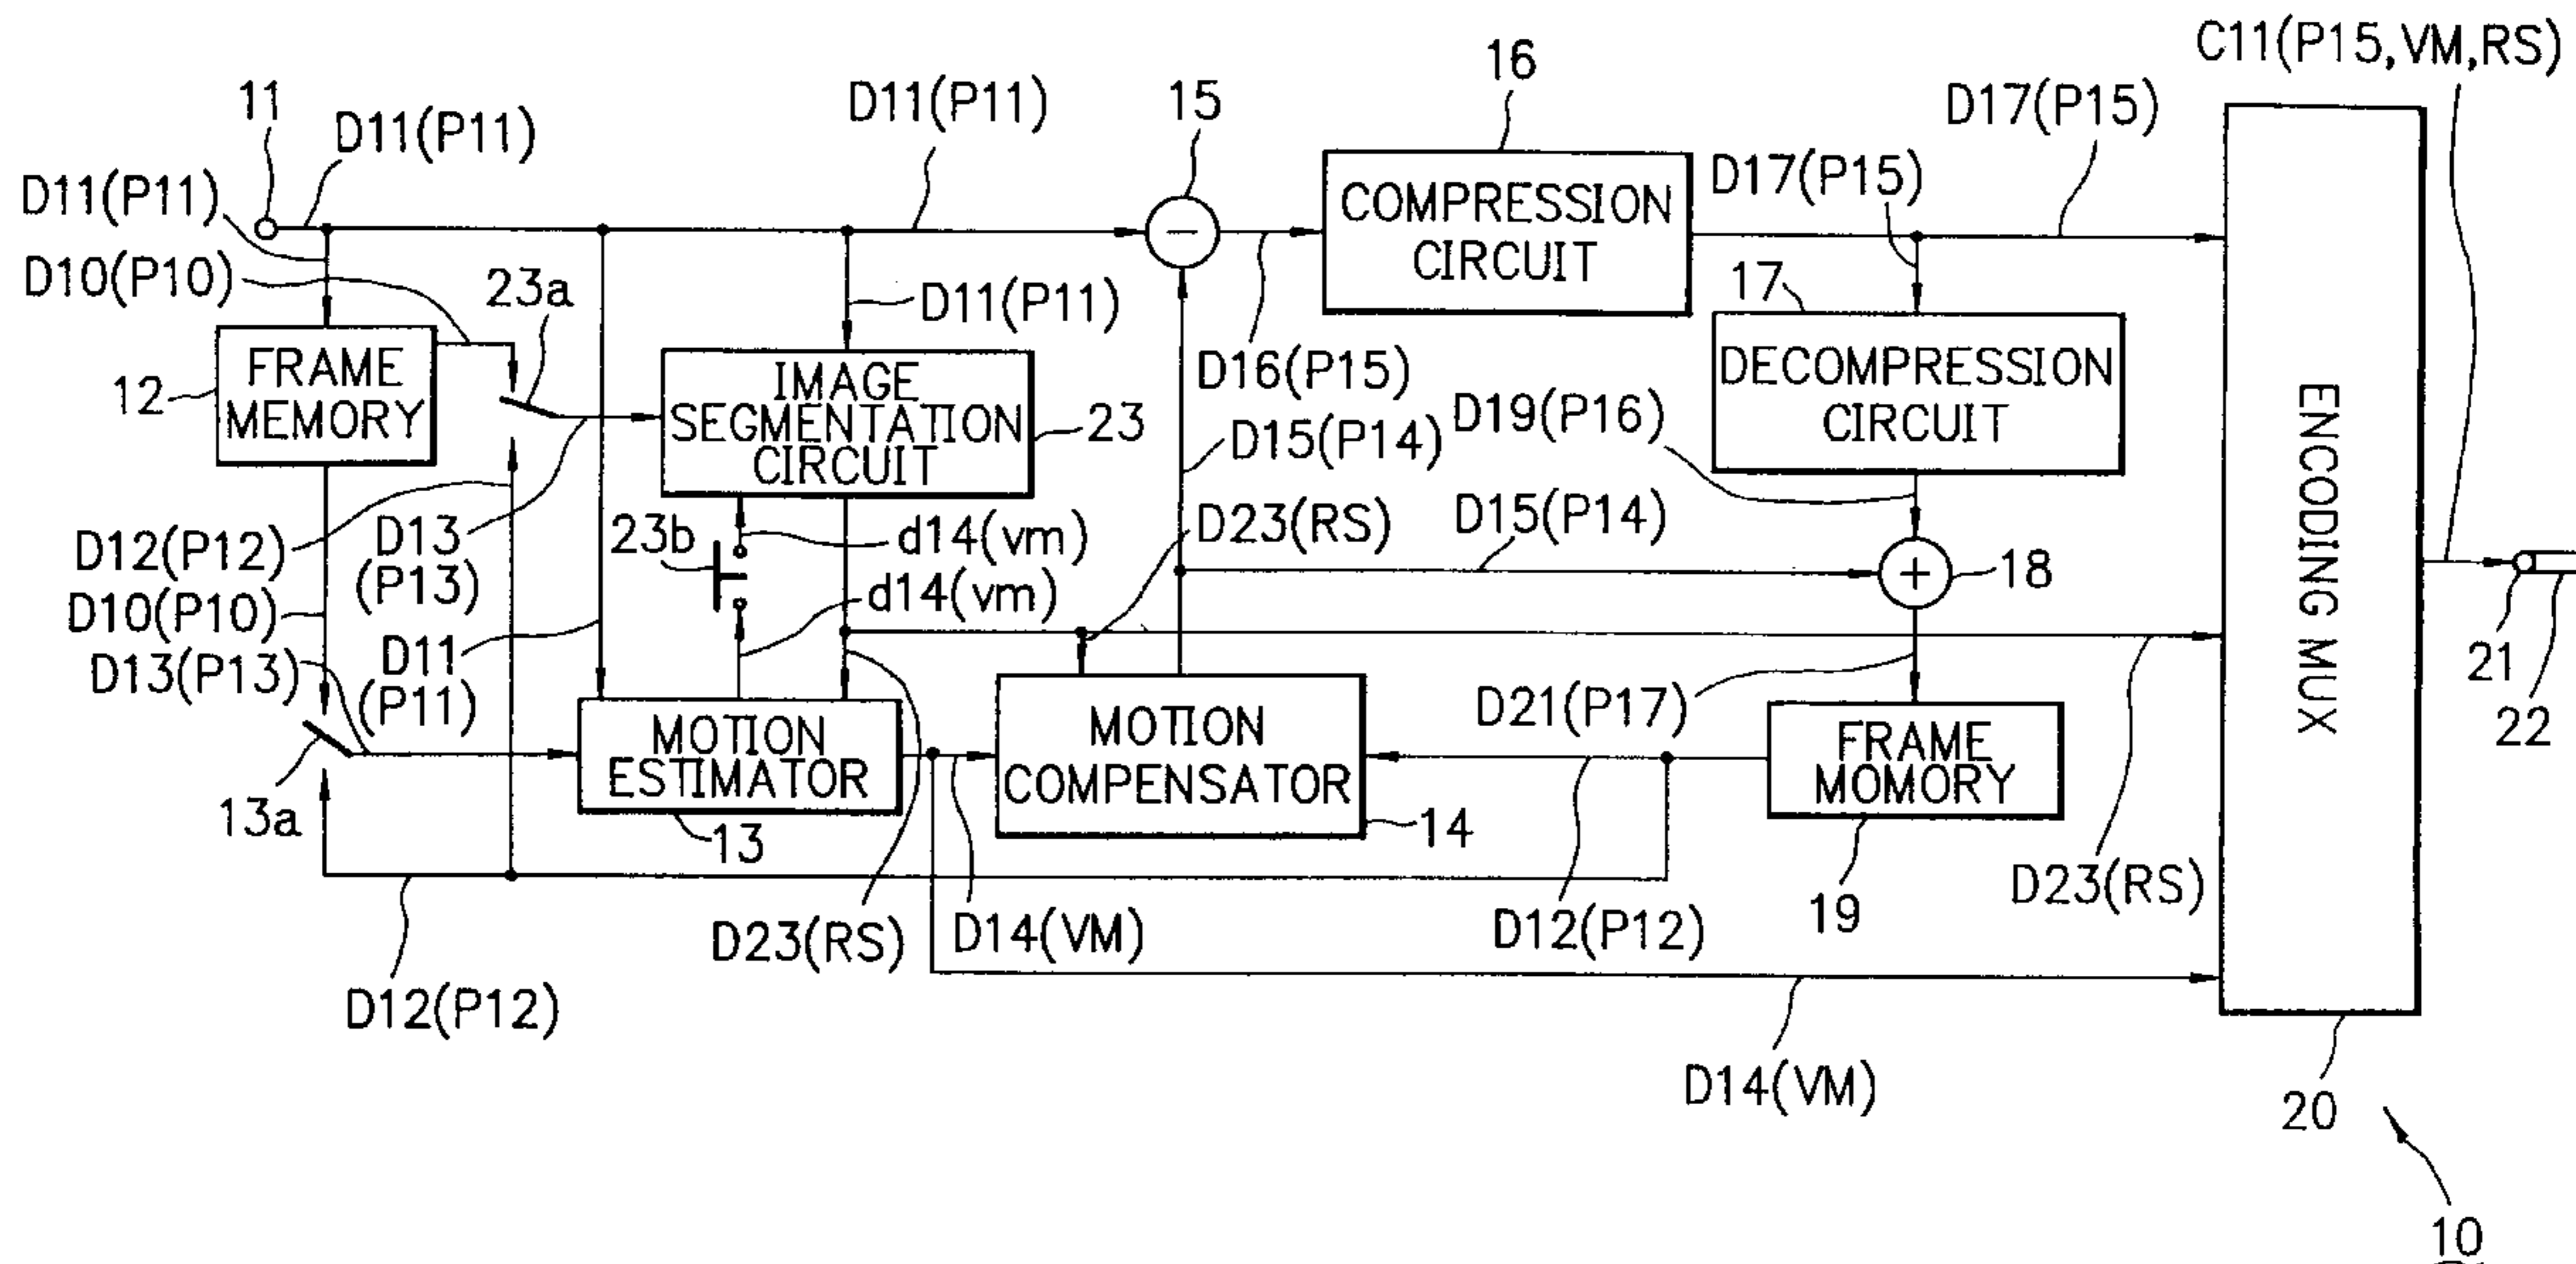 C11(P15,VM,RS)
16
11
D11(P11)
D11(P11)
15
D17(P15)
D11(P11)
COMPRESSION
CIRCUIT
D17(P15)
D10(P10)
23a
D11(P11)
17
FRAME
MEMORY
12
IMAGE
SEGMENTATION
CIRCUIT
23
D16(P15)
DECOMPRESSION
CIRCUIT
D15(P14)
D19(P16)
ENCODING MUX
D12(P12)
D13
(P13)
23b
d14(vm)
d14(vm)
D23(RS)
D15(P14)
−
+
18
D10(P10)
D13(P13)
D11
(P11)
21
22
13a
MOTION
ESTIMATOR
13
MOTION
COMPENSATOR
14
D21(P17)
FRAME
MOMORY
19
D23(RS)
D23(RS)
D14(VM)
D12(P12)
D12(P12)
D14(VM)
20
10